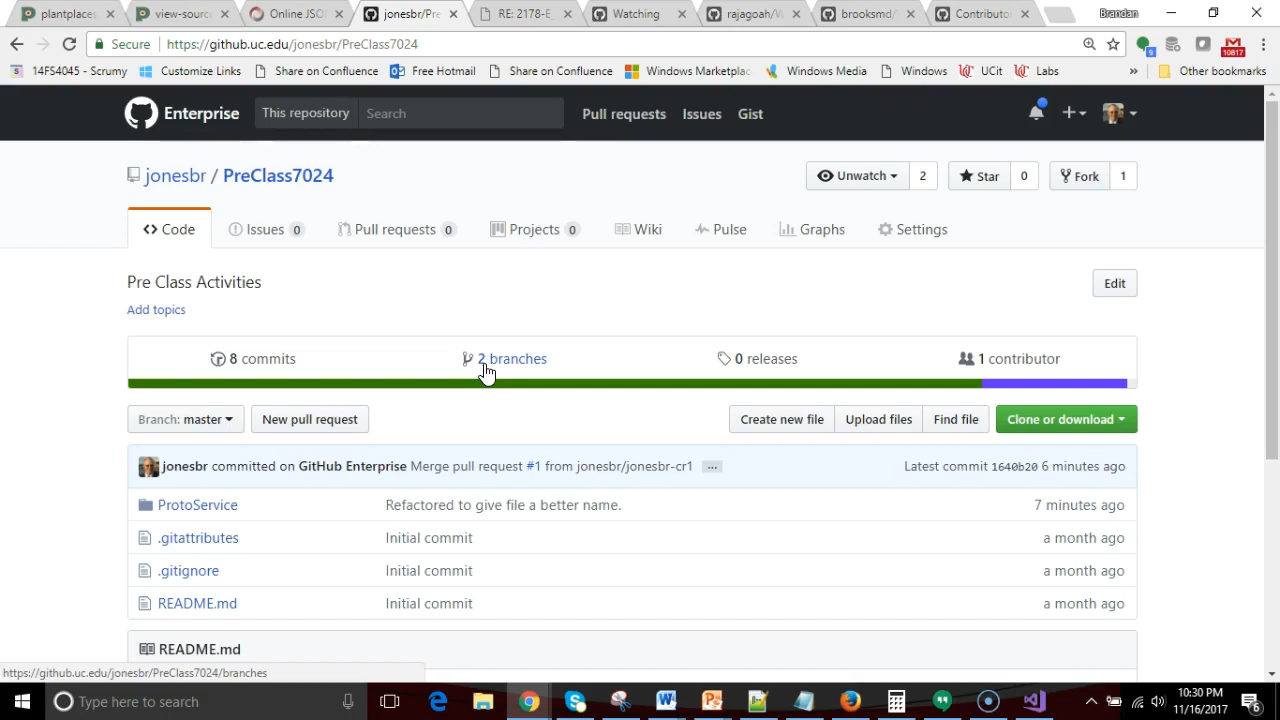 plantplaces
view-sourc
Online JSO
jonesbr/Pre
RE: 2178-E_
Watching
rajagoah/W
brooksmd/
Contributo
Brandan
Secure
https://github.uc.edu/jonesbr/PreClass7024
9
10817
14FS4045 - Scrumy
Customize Links
Share on Confluence
Free Hotmail
Share on Confluence
Windows Marketplac
Windows Media
Windows
UCit
Labs
»
Other bookmarks
Enterprise
This repository
Search
Pull requests
Issues
Gist
jonesbr / PreClass7024
Unwatch 2
Star 0
Fork 1
<> Code
Issues 0
Pull requests 0
Projects 0
Wiki
Pulse
Graphs
Settings
Pre Class Activities
Edit
Add topics
8 commits
2 branches
0 releases
1 contributor
Branch: master
New pull request
Create new file
Upload files
Find file
Clone or download
jonesbr committed on GitHub Enterprise Merge pull request #1 from jonesbr/jonesbr-cr1 ...
Latest commit 1640b20 6 minutes ago
ProtoService
Refactored to give file a better name.
7 minutes ago
.gitattributes
Initial commit
a month ago
.gitignore
Initial commit
a month ago
README.md
Initial commit
a month ago
README.md
https://github.uc.edu/jonesbr/PreClass7024/branches
Type here to search
10:30 PM
11/16/2017
6